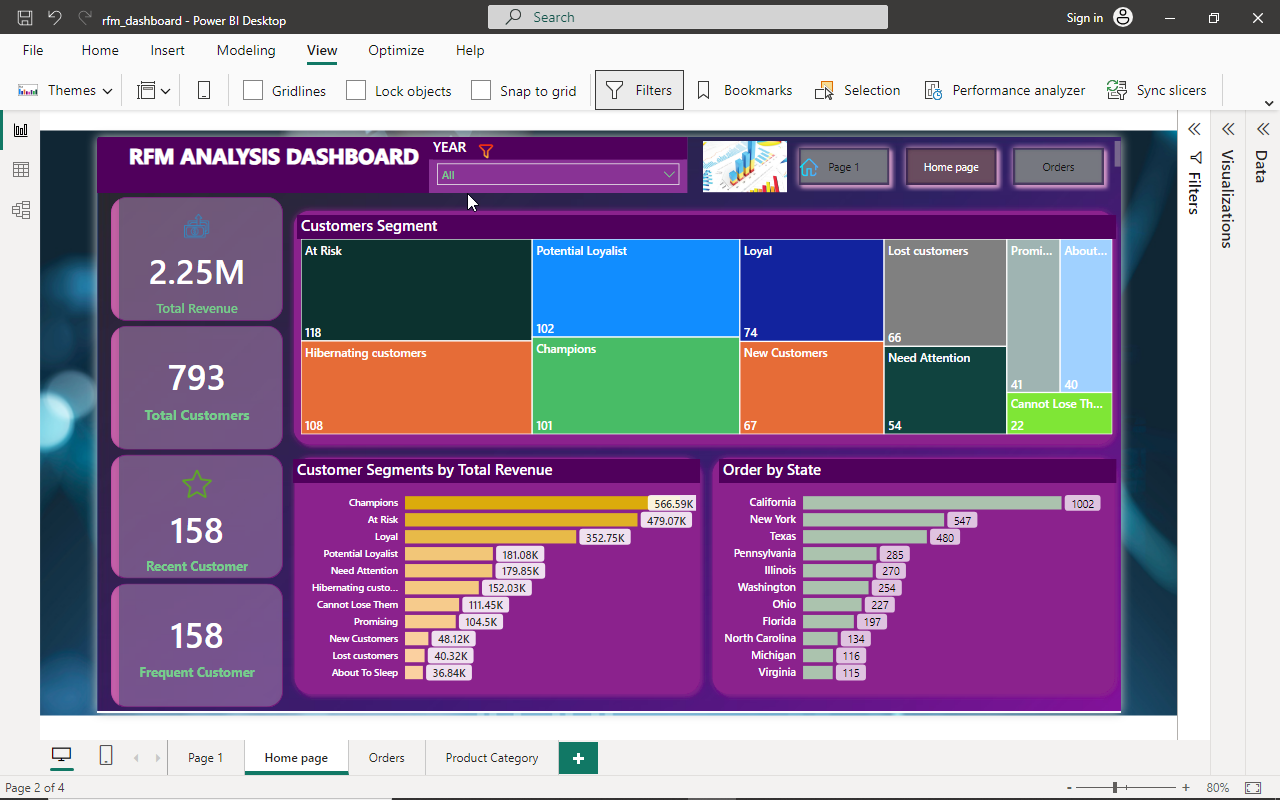 rfm_dashboard - Power BI Desktop
Search
Sign in
File Home Insert Modeling View Optimize Help
Themes Gridlines Lock objects Snap to grid Filters Bookmarks Selection Performance analyzer Sync slicers
RFM ANALYSIS DASHBOARD
YEAR
All
Page 1 Home page Orders
2.25M
Total Revenue
793
Total Customers
158
Recent Customer
158
Frequent Customer
Customers Segment
At Risk
118
Hibernating customers
108
Potential Loyalist
102
Champions
101
Loyal
74
New Customers
67
Lost customers
66
Need Attention
54
Promi...
41
About...
40
Cannot Lose Th...
22
Customer Segments by Total Revenue
Champions 566.59K
At Risk 479.07K
Loyal 352.75K
Potential Loyalist 181.08K
Need Attention 179.85K
Hibernating custo... 152.03K
Cannot Lose Them 111.45K
Promising 104.5K
New Customers 48.12K
Lost customers 40.32K
About To Sleep 36.84K
Order by State
California 1002
New York 547
Texas 480
Pennsylvania 285
Illinois 270
Washington 254
Ohio 227
Florida 197
North Carolina 134
Michigan 116
Virginia 115
Filters
Visualizations
Data
Page 1 Home page Orders Product Category +
Page 2 of 4
- + 80%